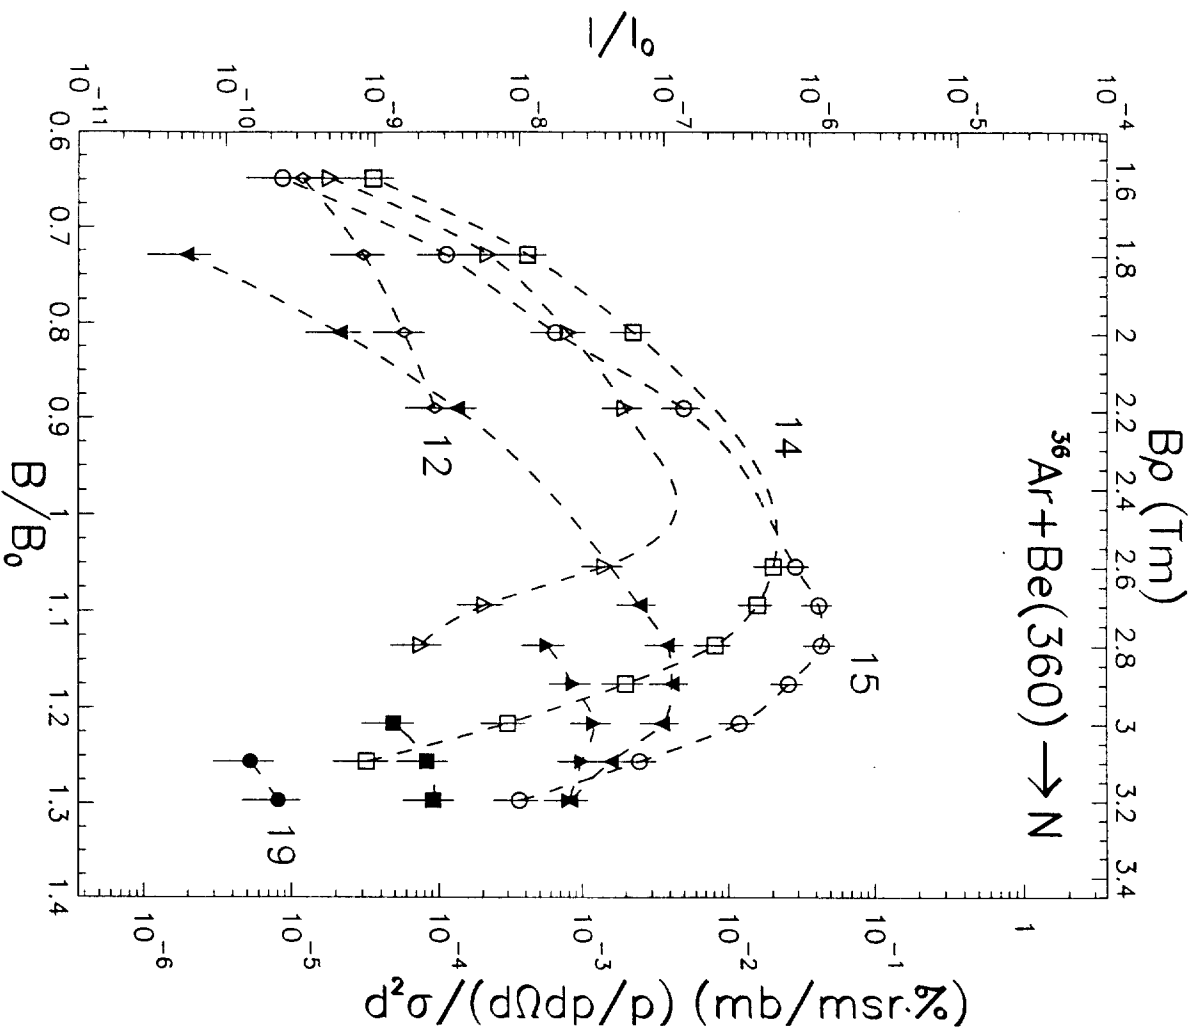 Bρ (Tm)
1.6 1.8 2 2.2 2.4 2.6 2.8 3 3.2 3.4
³⁶Ar+Be(360) → N
I/I₀
10⁻⁴
10⁻⁵
10⁻⁶
10⁻⁷
10⁻⁸
10⁻⁹
10⁻¹⁰
10⁻¹¹
14
15
12
19
1
10⁻¹
10⁻²
10⁻³
10⁻⁴
10⁻⁵
10⁻⁶
d²σ/(dΩdp/p) (mb/msr·%)
0.6 0.7 0.8 0.9 1 1.1 1.2 1.3 1.4
B/B₀